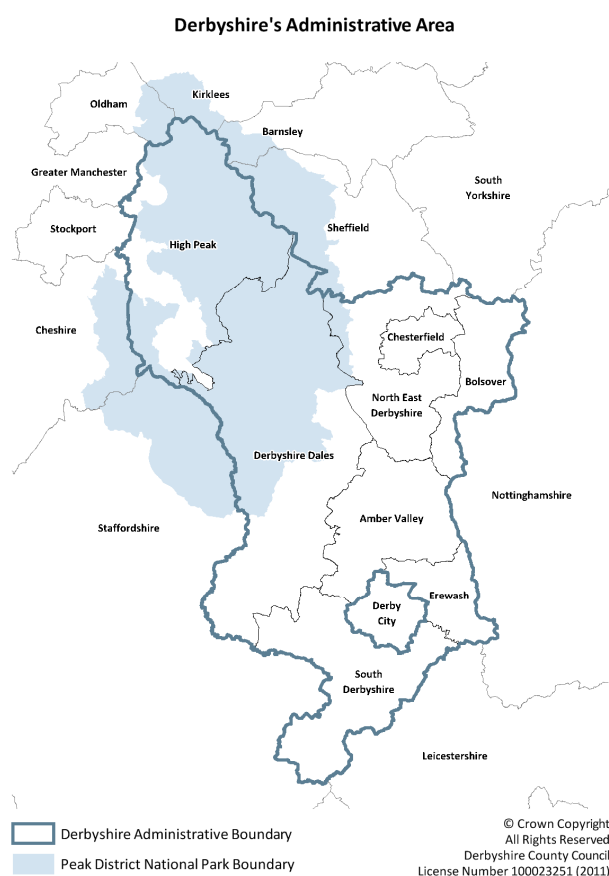 Derbyshire's Administrative Area
Kirklees
Oldham
Barnsley
Greater Manchester
South
Yorkshire
Stockport
Sheffield
High Peak
Cheshire
Chesterfield
Bolsover
North East
Derbyshire
Derbyshire Dales
Nottinghamshire
Amber Valley
Staffordshire
Erewash
Derby
City
South
Derbyshire
Leicestershire
Derbyshire Administrative Boundary
Peak District National Park Boundary
© Crown Copyright
All Rights Reserved
Derbyshire County Council
License Number 100023251 (2011)